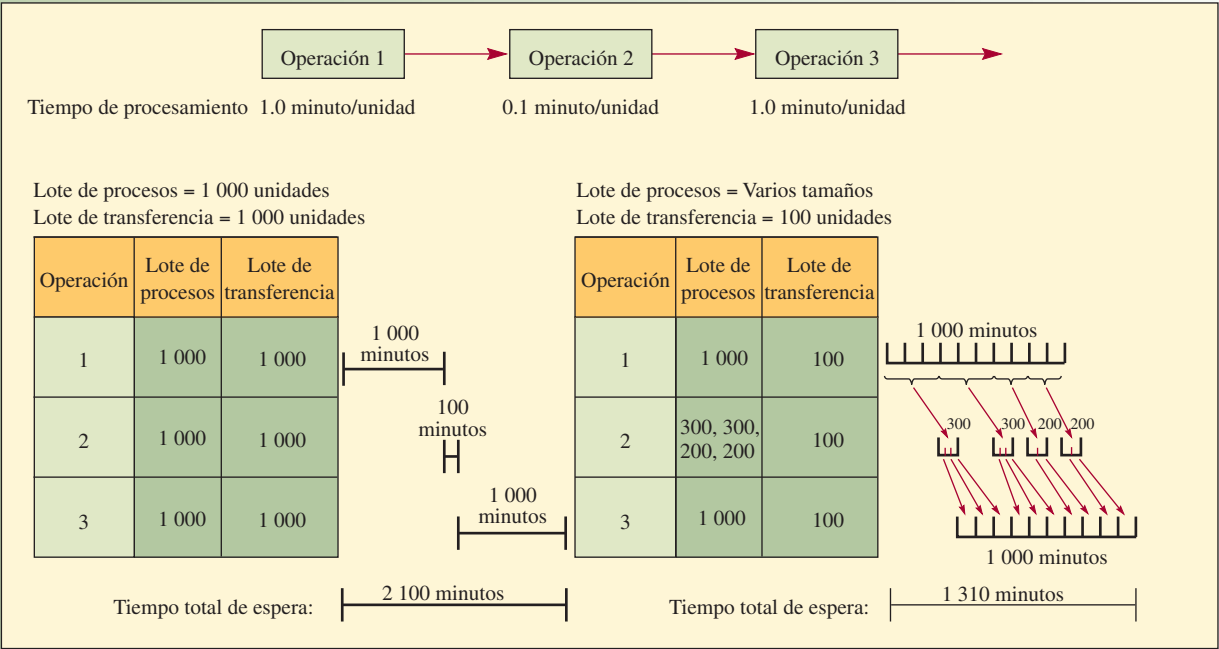 Operación 1
Operación 2
Operación 3
Tiempo de procesamiento 1.0 minuto/unidad
0.1 minuto/unidad
1.0 minuto/unidad
Lote de procesos = 1 000 unidades
Lote de transferencia = 1 000 unidades
Operación
Lote de procesos
Lote de transferencia
1
1 000
1 000
1 000
minutos
2
1 000
1 000
100
minutos
3
1 000
1 000
1 000
minutos
Tiempo total de espera:
2 100 minutos
Lote de procesos = Varios tamaños
Lote de transferencia = 100 unidades
Operación
Lote de procesos
Lote de transferencia
1
1 000
100
1 000 minutos
2
300, 300,
200, 200
100
300
300
200
200
3
1 000
100
1 000 minutos
Tiempo total de espera:
1 310 minutos